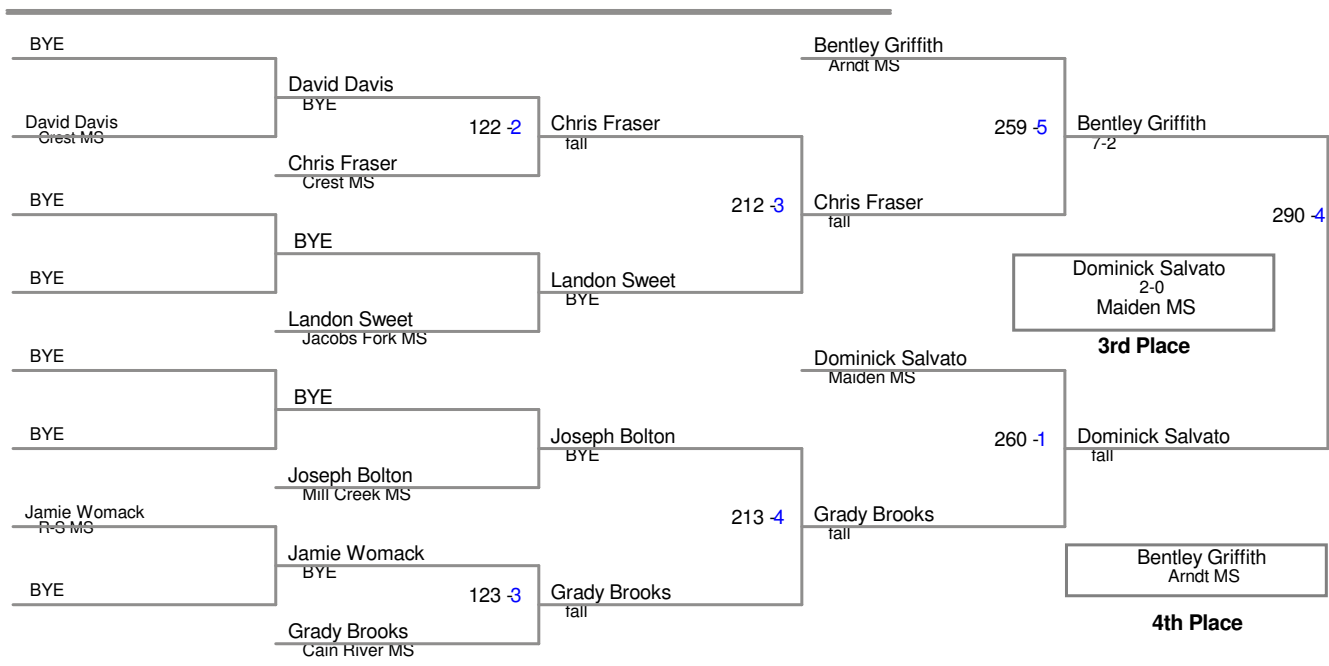 BYE
David Davis
Crest MS
BYE
BYE
BYE
BYE
Jamie Womack
R-S MS
BYE
David Davis
BYE
Chris Fraser
Crest MS
BYE
Landon Sweet
Jacobs Fork MS
BYE
Joseph Bolton
Mill Creek MS
Jamie Womack
BYE
Grady Brooks
Cain River MS
122 -2
123 -3
Chris Fraser
fall
Landon Sweet
BYE
Joseph Bolton
BYE
Grady Brooks
fall
212 -3
213 -4
Bentley Griffith
Arndt MS
Chris Fraser
fall
Dominick Salvato
Maiden MS
Grady Brooks
fall
259 -5
260 -1
Bentley Griffith
7-2
Dominick Salvato
fall
290 -4
Dominick Salvato
2-0
Maiden MS
3rd Place
Bentley Griffith
Arndt MS
4th Place